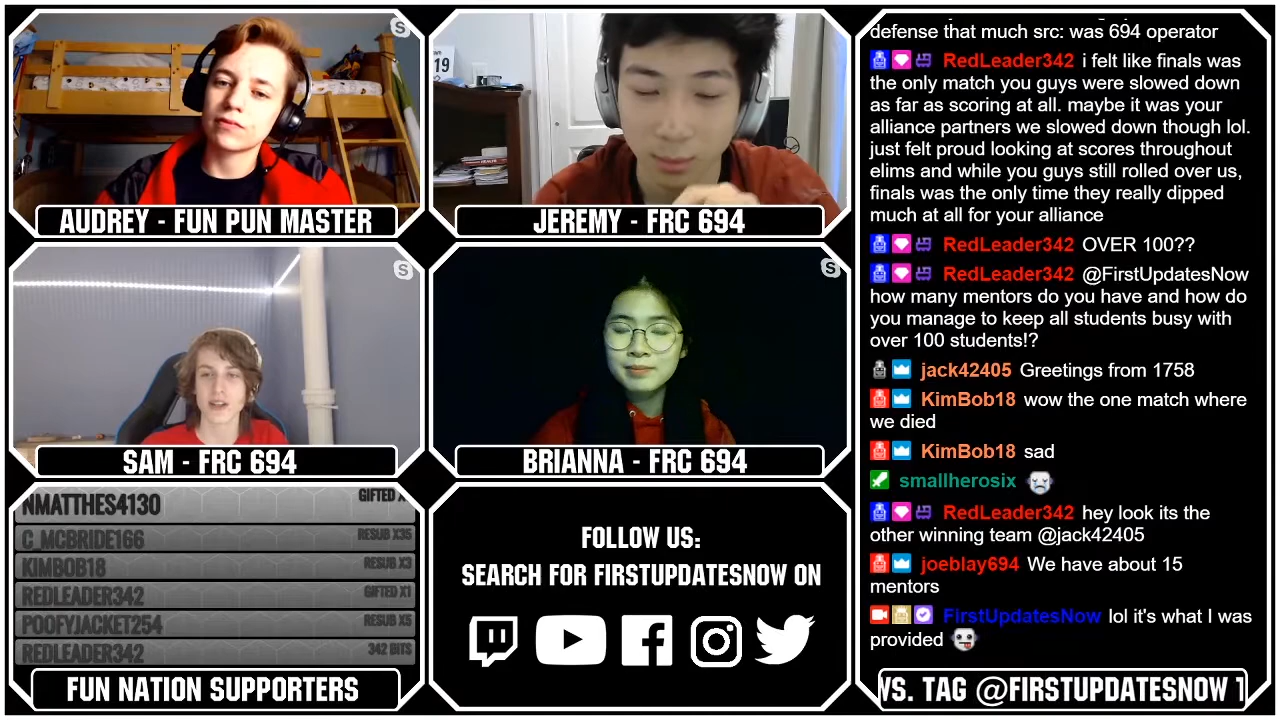 19
HEALTH
AUDREY - FUN PUN MASTER
JEREMY - FRC 694
SAM - FRC 694
BRIANNA - FRC 694
NMATTHES4130 GIFTED X
C_MCBRIDE166 RESUB X35
KIMBOB18 RESUB X3
REDLEADER342 GIFTED X1
POOFYJACKET254 RESUB X5
REDLEADER342 342 BITS
FUN NATION SUPPORTERS
FOLLOW US:
SEARCH FOR FIRSTUPDATESNOW ON
defense that much src: was 694 operator
RedLeader342 i felt like finals was
the only match you guys were slowed down
as far as scoring at all. maybe it was your
alliance partners we slowed down though lol.
just felt proud looking at scores throughout
elims and while you guys still rolled over us,
finals was the only time they really dipped
much at all for your alliance
RedLeader342 OVER 100??
RedLeader342 @FirstUpdatesNow
how many mentors do you have and how do
you manage to keep all students busy with
over 100 students!?
jack42405 Greetings from 1758
KimBob18 wow the one match where
we died
KimBob18 sad
smallherosix
RedLeader342 hey look its the
other winning team @jack42405
joeblay694 We have about 15
mentors
FirstUpdatesNow lol it's what I was
provided
VS. TAG @FIRSTUPDATESNOW